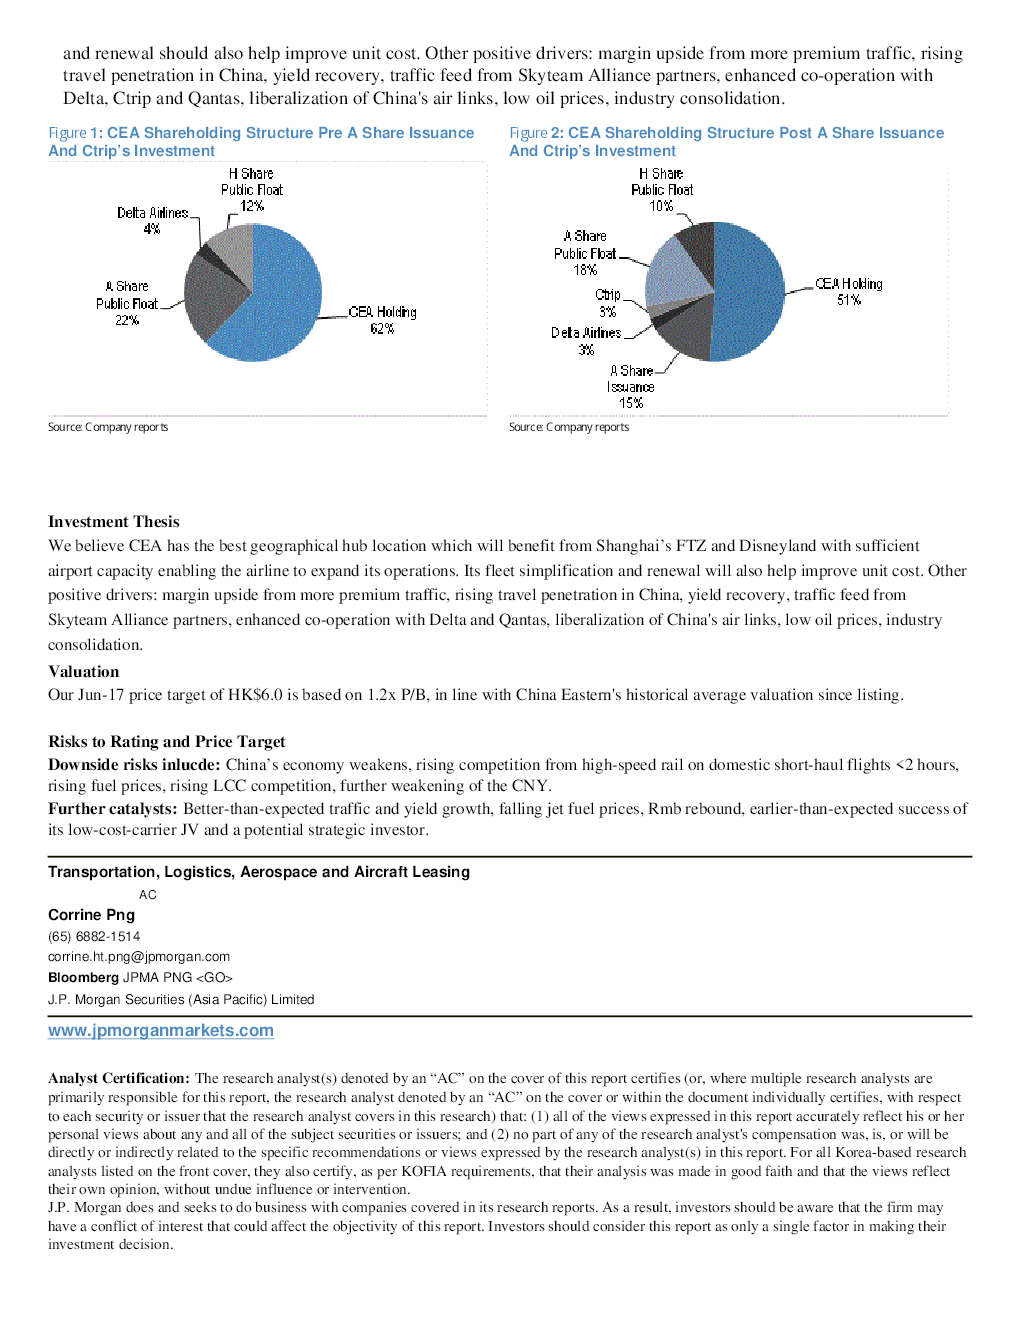 and renewal should also help improve unit cost. Other positive drivers: margin upside from more premium traffic, rising
travel penetration in China, yield recovery, traffic feed from Skyteam Alliance partners, enhanced co-operation with
Delta, Ctrip and Qantas, liberalization of China's air links, low oil prices, industry consolidation.
Figure 1: CEA Shareholding Structure Pre A Share Issuance
And Ctrip's Investment
H Share
Public Float
12%
Delta Airlines
4%
A Share
Public Float
22%
CEA Holding
62%
Source: Company reports
Figure 2: CEA Shareholding Structure Post A Share Issuance
And Ctrip's Investment
H Share
Public Float
10%
A Share
Public Float
18%
Ctrip
3%
Delta Airlines
3%
A Share
Issuance
15%
CEA Holding
51%
Source: Company reports
Investment Thesis
We believe CEA has the best geographical hub location which will benefit from Shanghai's FTZ and Disneyland with sufficient
airport capacity enabling the airline to expand its operations. Its fleet simplification and renewal will also help improve unit cost. Other
positive drivers: margin upside from more premium traffic, rising travel penetration in China, yield recovery, traffic feed from
Skyteam Alliance partners, enhanced co-operation with Delta and Qantas, liberalization of China's air links, low oil prices, industry
consolidation.
Valuation
Our Jun-17 price target of HK$6.0 is based on 1.2x P/B, in line with China Eastern's historical average valuation since listing.
Risks to Rating and Price Target
Downside risks inlucde: China's economy weakens, rising competition from high-speed rail on domestic short-haul flights <2 hours,
rising fuel prices, rising LCC competition, further weakening of the CNY.
Further catalysts: Better-than-expected traffic and yield growth, falling jet fuel prices, Rmb rebound, earlier-than-expected success of
its low-cost-carrier JV and a potential strategic investor.
Transportation, Logistics, Aerospace and Aircraft Leasing
AC
Corrine Png
(65) 6882-1514
corrine.ht.png@jpmorgan.com
Bloomberg JPMA PNG <GO>
J.P. Morgan Securities (Asia Pacific) Limited
www.jpmorganmarkets.com
Analyst Certification: The research analyst(s) denoted by an “AC” on the cover of this report certifies (or, where multiple research analysts are
primarily responsible for this report, the research analyst denoted by an “AC” on the cover or within the document individually certifies, with respect
to each security or issuer that the research analyst covers in this research) that: (1) all of the views expressed in this report accurately reflect his or her
personal views about any and all of the subject securities or issuers; and (2) no part of any of the research analyst's compensation was, is, or will be
directly or indirectly related to the specific recommendations or views expressed by the research analyst(s) in this report. For all Korea-based research
analysts listed on the front cover, they also certify, as per KOFIA requirements, that their analysis was made in good faith and that the views reflect
their own opinion, without undue influence or intervention.
J.P. Morgan does and seeks to do business with companies covered in its research reports. As a result, investors should be aware that the firm may
have a conflict of interest that could affect the objectivity of this report. Investors should consider this report as only a single factor in making their
investment decision.